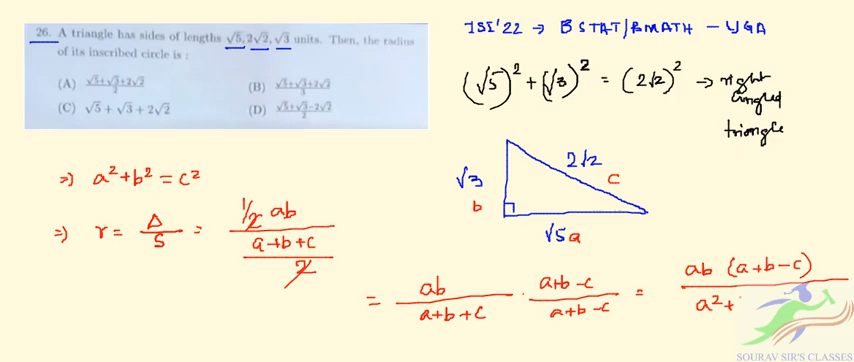 26. A triangle has sides of lengths √5, 2√2, √3 units. Then, the radius
of its inscribed circle is :
(A) (√5+√3+2√2)/2
(B) (√5+√3+2√2)/3
(C) √5 + √3 + 2√2
(D) (√5+√3−2√2)/2
ISI'22 → BSTAT/BMATH — UGA
(√5)² + (√3)² = (2√2)² → right
angled
triangle
√3
b
2√2
c
√5 a
⇒ a² + b² = c²
⇒ r = Δ/S = (1/2 ab)/((a+b+c)/2)
= ab/(a+b+c) · (a+b-c)/(a+b-c) = ab (a+b-c)/a²+
SOURAV SIR'S CLASSES